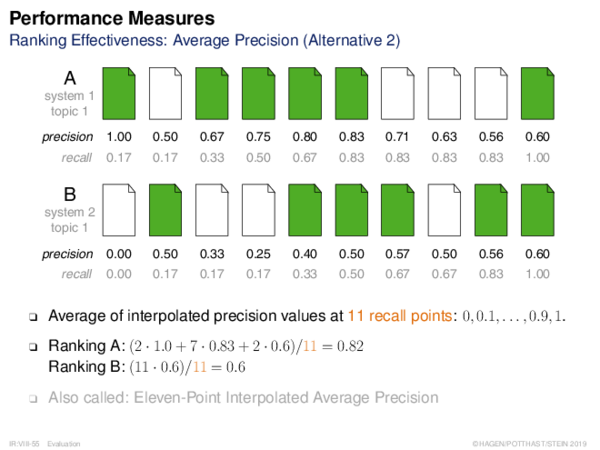 Performance Measures
Ranking Effectiveness: Average Precision (Alternative 2)
A
system 1
topic 1
precision 1.00 0.50 0.67 0.75 0.80 0.83 0.71 0.63 0.56 0.60
recall 0.17 0.17 0.33 0.50 0.67 0.83 0.83 0.83 0.83 1.00
B
system 2
topic 1
precision 0.00 0.50 0.33 0.25 0.40 0.50 0.57 0.50 0.56 0.60
recall 0.00 0.17 0.17 0.17 0.33 0.50 0.67 0.67 0.83 1.00
❑ Average of interpolated precision values at 11 recall points: 0, 0.1, . . . , 0.9, 1.
❑ Ranking A: (2 · 1.0 + 7 · 0.83 + 2 · 0.6)/11 = 0.82
Ranking B: (11 · 0.6)/11 = 0.6
❑ Also called: Eleven-Point Interpolated Average Precision
IR:VIII-55 Evaluation ©HAGEN/POTTHAST/STEIN 2019